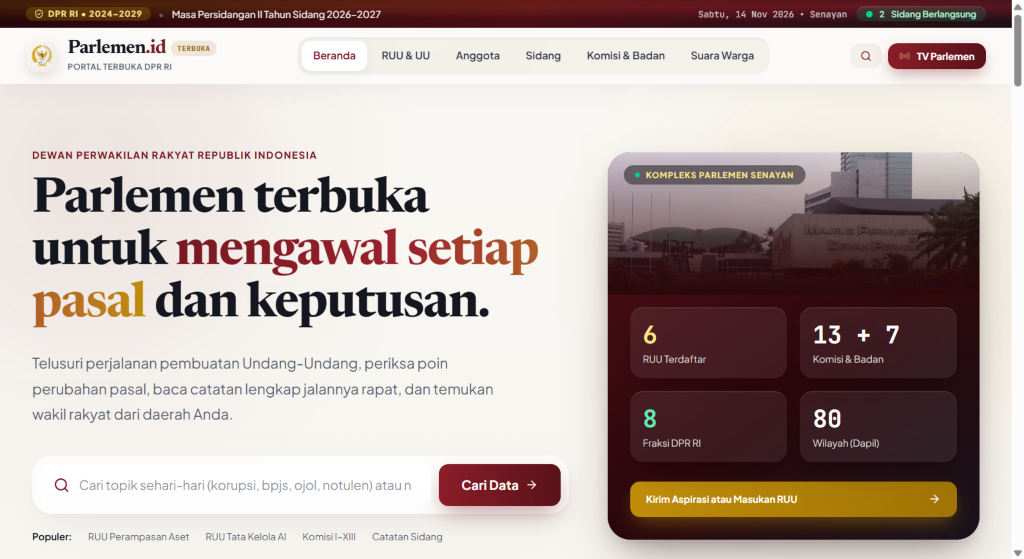 DPR RI • 2024–2029
Masa Persidangan II Tahun Sidang 2026–2027
Sabtu, 14 Nov 2026 • Senayan
2 Sidang Berlangsung
Parlemen.id
TERBUKA
PORTAL TERBUKA DPR RI
Beranda
RUU & UU
Anggota
Sidang
Komisi & Badan
Suara Warga
TV Parlemen
DEWAN PERWAKILAN RAKYAT REPUBLIK INDONESIA
Parlemen terbuka
untuk mengawal setiap
pasal dan keputusan.
Telusuri perjalanan pembuatan Undang-Undang, periksa poin
perubahan pasal, baca catatan lengkap jalannya rapat, dan temukan
wakil rakyat dari daerah Anda.
Cari topik sehari-hari (korupsi, bpjs, ojol, notulen) atau n
Cari Data
Populer:
RUU Perampasan Aset
RUU Tata Kelola AI
Komisi I–XIII
Catatan Sidang
KOMPLEKS PARLEMEN SENAYAN
6
RUU Terdaftar
13 + 7
Komisi & Badan
8
Fraksi DPR RI
80
Wilayah (Dapil)
Kirim Aspirasi atau Masukan RUU